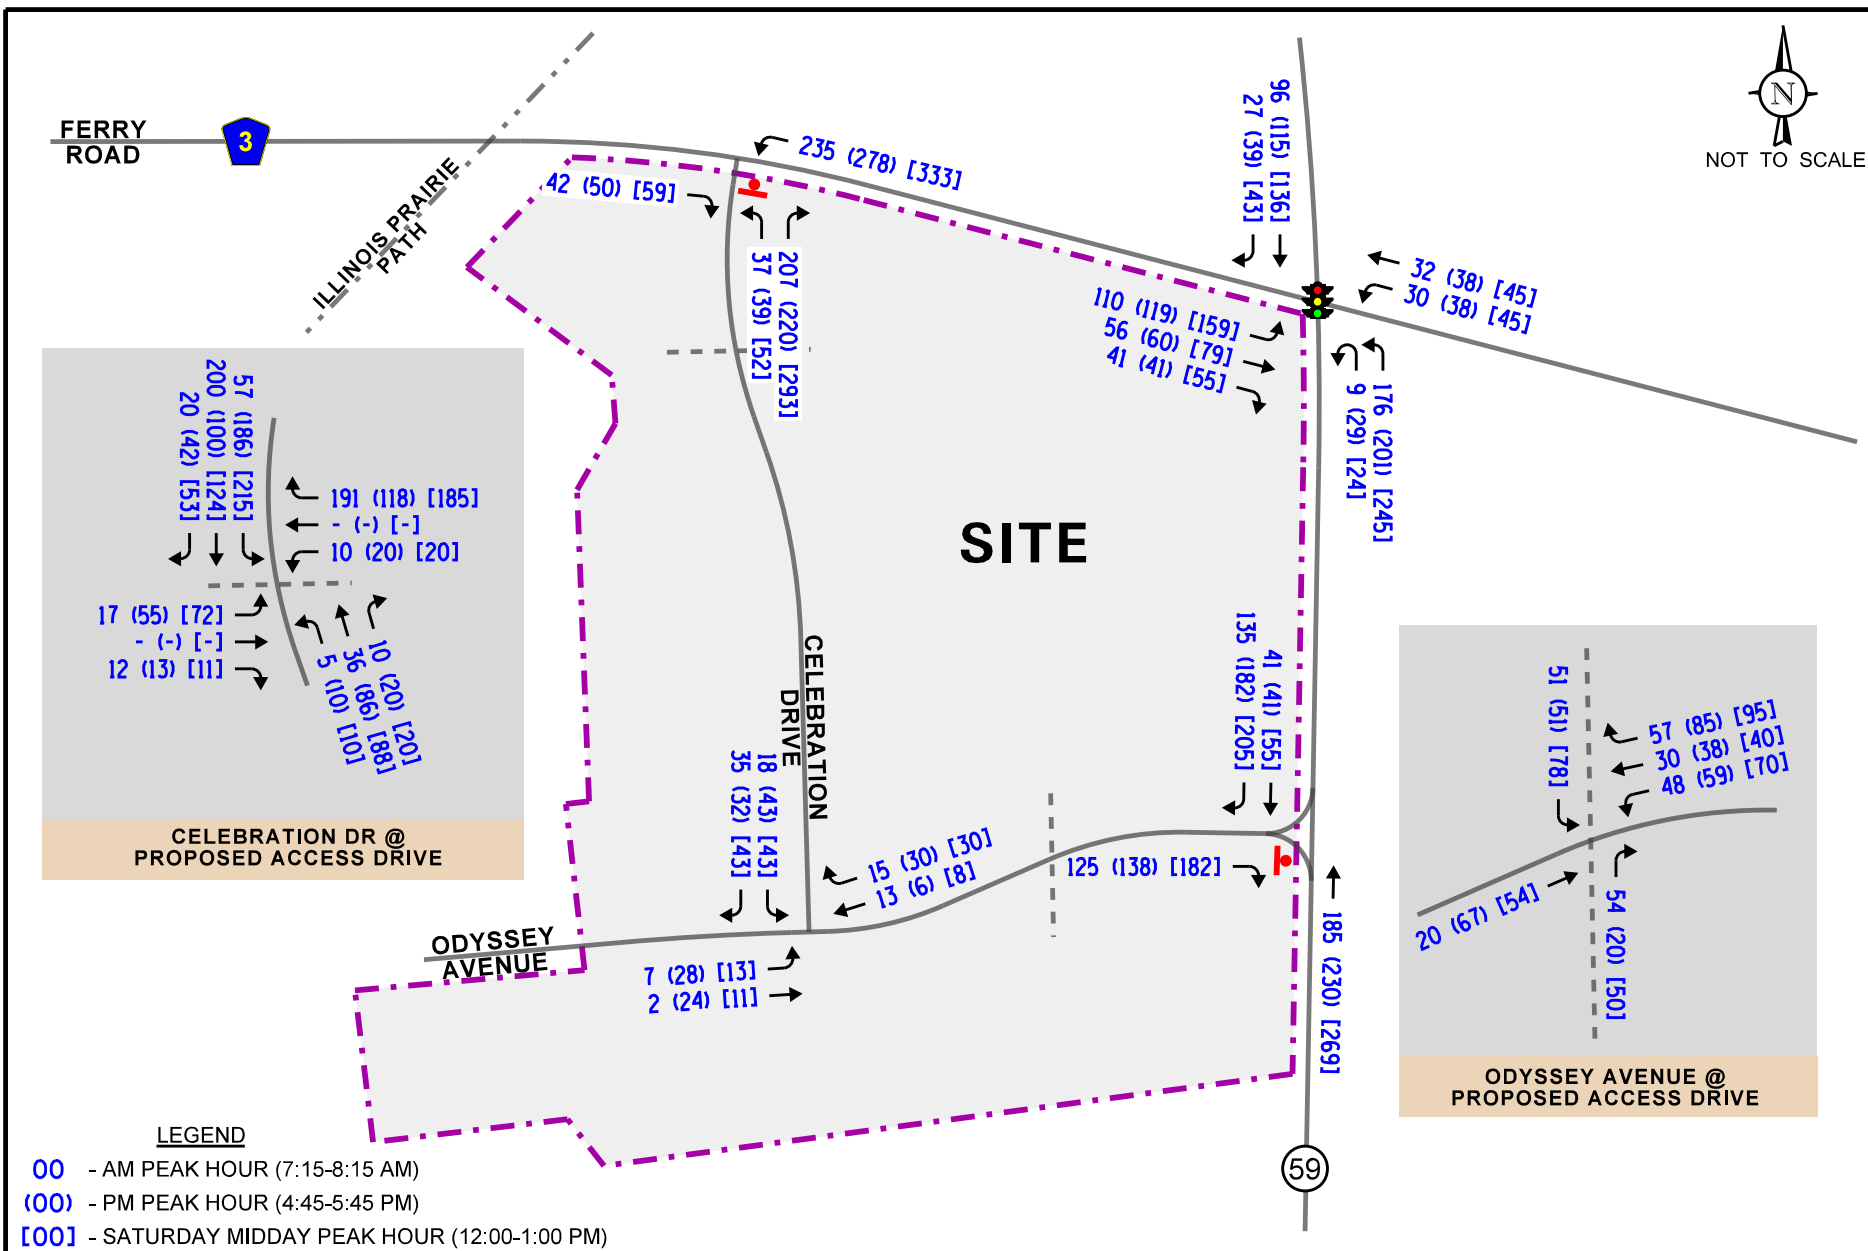 FERRY
ROAD
3
ILLINOIS PRAIRIE
PATH
N
NOT TO SCALE
235 (278) [333]
42 (50) [59]
37 (39) [52]
207 (220) [293]
96 (115) [136]
27 (39) [43]
32 (38) [45]
30 (38) [45]
110 (119) [159]
56 (60) [79]
41 (41) [55]
9 (29) [24]
176 (201) [245]
SITE
57 (186) [215]
200 (100) [124]
20 (42) [53]
191 (118) [185]
- (-) [-]
10 (20) [20]
17 (55) [72]
- (-) [-]
12 (13) [11]
5 (10) [10]
36 (86) [88]
10 (20) [20]
CELEBRATION DR @
PROPOSED ACCESS DRIVE
CELEBRATION
DRIVE
18 (43) [43]
35 (32) [43]
15 (30) [30]
13 (6) [8]
7 (28) [13]
2 (24) [11]
ODYSSEY
AVENUE
41 (41) [55]
135 (182) [205]
125 (138) [182]
185 (230) [269]
51 (51) [78]
57 (85) [95]
30 (38) [40]
48 (59) [70]
20 (67) [54]
54 (20) [50]
ODYSSEY AVENUE @
PROPOSED ACCESS DRIVE
59
LEGEND
00 - AM PEAK HOUR (7:15-8:15 AM)
(00) - PM PEAK HOUR (4:45-5:45 PM)
[00] - SATURDAY MIDDAY PEAK HOUR (12:00-1:00 PM)